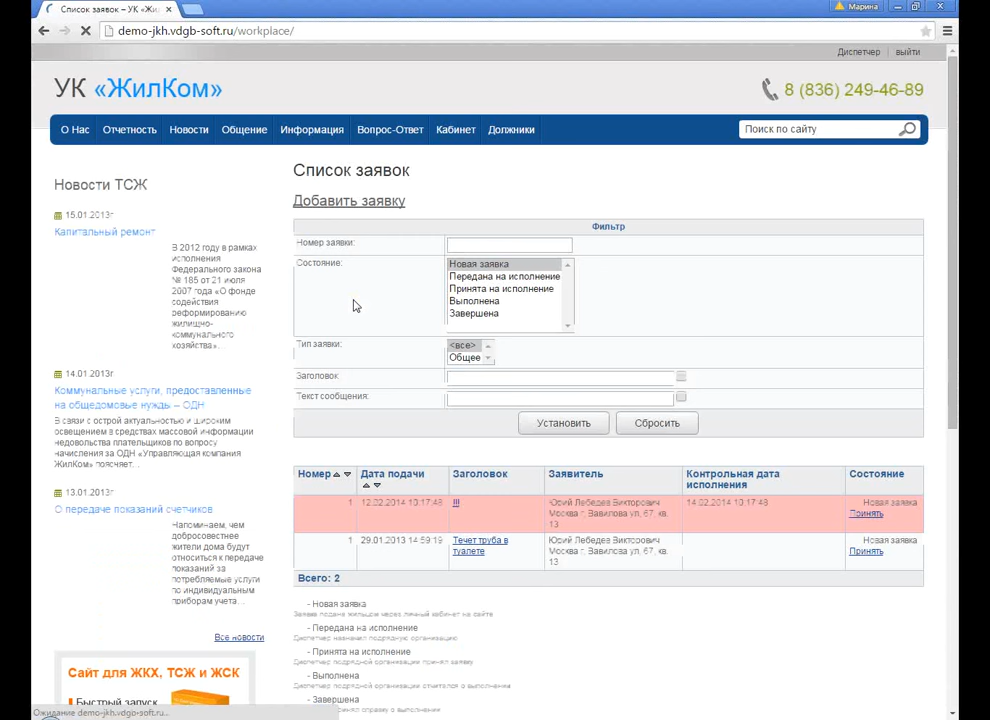 Список заявок – УК «Жи
Марина
demo-jkh.vdgb-soft.ru/workplace/
Диспетчер
выйти
УК «ЖилКом»
8 (836) 249-46-89
О Нас
Отчетность
Новости
Общение
Информация
Вопрос-Ответ
Кабинет
Должники
Поиск по сайту
Новости ТСЖ
15.01.2013г
Капитальный ремонт
В 2012 году в рамках
исполнения
Федерального закона
№ 185 от 21 июля
2007 года «О фонде
содействия
реформированию
жилищно-
коммунального
хозяйства»...
14.01.2013г
Коммунальные услуги, предоставленные
на общедомовые нужды – ОДН
В связи с острой актуальностью и широким
освещением в средствах массовой информации
недовольства плательщиков по вопросу
начисления за ОДН «Управляющая компания
ЖилКом» поясняет...
13.01.2013г
О передаче показаний счетчиков
Напоминаем, чем
добросовестнее
жители дома будут
относиться к передаче
показаний за
потребляемые услуги
по индивидуальным
приборам учета...
Все новости
Сайт для ЖКХ, ТСЖ и ЖСК
Быстрый запуск
Список заявок
Добавить заявку
Фильтр
Номер заявки:
Состояние:
Новая заявка
Передана на исполнение
Принята на исполнение
Выполнена
Завершена
Тип заявки:
<все>
Общее
Заголовок:
Текст сообщения:
Установить
Сбросить
Номер
Дата подачи
Заголовок
Заявитель
Контрольная дата
исполнения
Состояние
1
12.02.2014 10:17:48
!!!
Юрий Лебедев Викторович
Москва г, Вавилова ул, 67, кв.
13
14.02.2014 10:17:48
Новая заявка
Принять
1
29.01.2013 14:59:19
Течет труба в
туалете
Юрий Лебедев Викторович
Москва г, Вавилова ул, 67, кв.
13
Новая заявка
Принять
Всего: 2
- Новая заявка
Заявка подана жильцом через личный кабинет на сайте
- Передана на исполнение
Диспетчер назначил подрядную организацию
- Принята на исполнение
Диспетчер подрядной организации принял заявку
- Выполнена
Диспетчер подрядной организации отчитался о выполнении
- Завершена
принял справку о выполнении
Ожидание demo-jkh.vdgb-soft.ru...